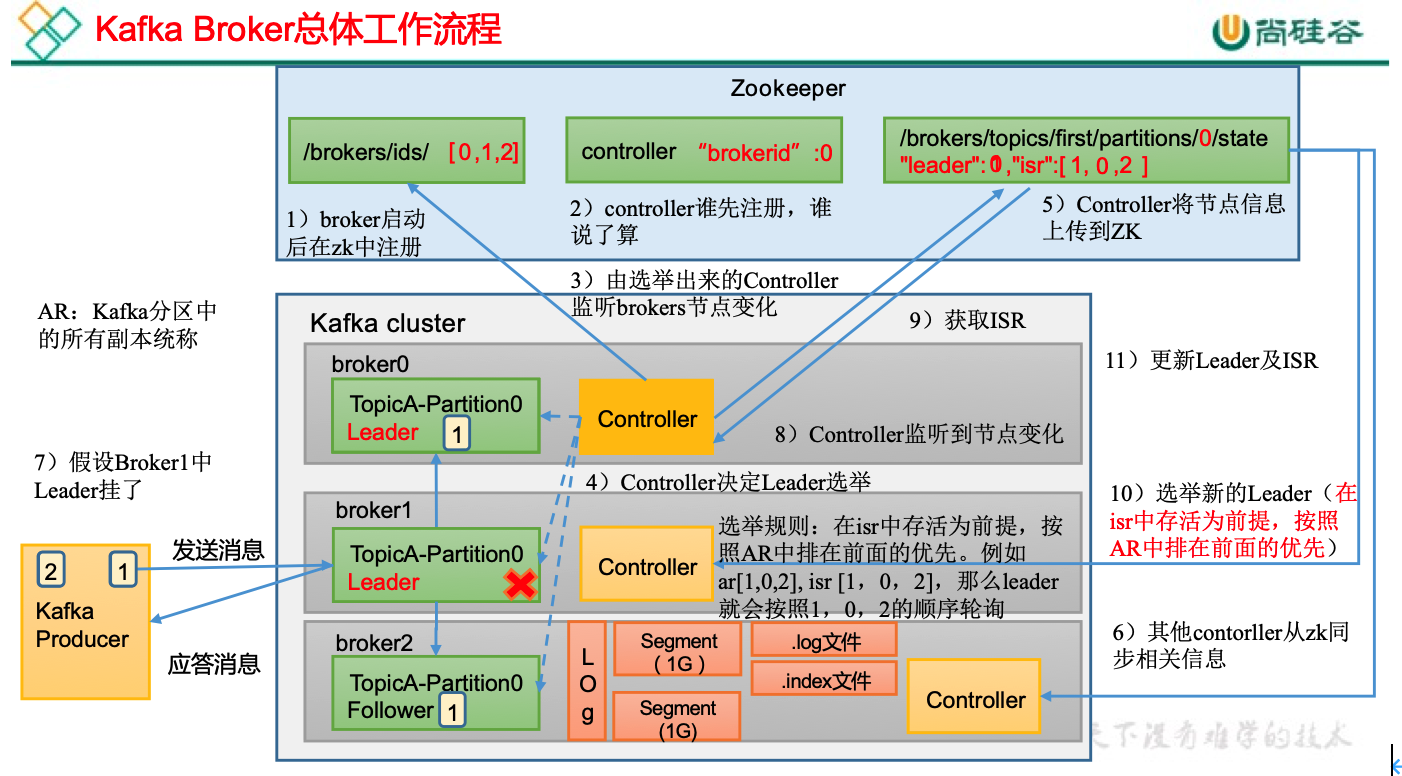 Kafka Broker总体工作流程
尚硅谷
Zookeeper
/brokers/ids/ [0,1,2]
controller “brokerid” :0
/brokers/topics/first/partitions/0/state
"leader": ,"isr":[ 1, 0 ,2 ]
1）broker启动
后在zk中注册
2）controller谁先注册，谁
说了算
5）Controller将节点信息
上传到ZK
3）由选举出来的Controller
监听brokers节点变化
AR：Kafka分区中
的所有副本统称
Kafka cluster
9）获取ISR
11）更新Leader及ISR
broker0
TopicA-Partition0
Leader
1
Controller
8）Controller监听到节点变化
7）假设Broker1中
Leader挂了
4）Controller决定Leader选举
broker1
TopicA-Partition0
Leader
Controller
选举规则：在isr中存活为前提，按
照AR中排在前面的优先。例如
ar[1,0,2], isr [1，0，2]，那么leader
就会按照1，0，2的顺序轮询
10）选举新的Leader（在
isr中存活为前提，按照
AR中排在前面的优先）
发送消息
2
1
Kafka
Producer
应答消息
broker2
TopicA-Partition0
Follower
1
L
O
g
Segment
( 1G )
Segment
(1G)
.log文件
.index文件
Controller
6）其他contorller从zk同
步相关信息
天下没有难学的技术